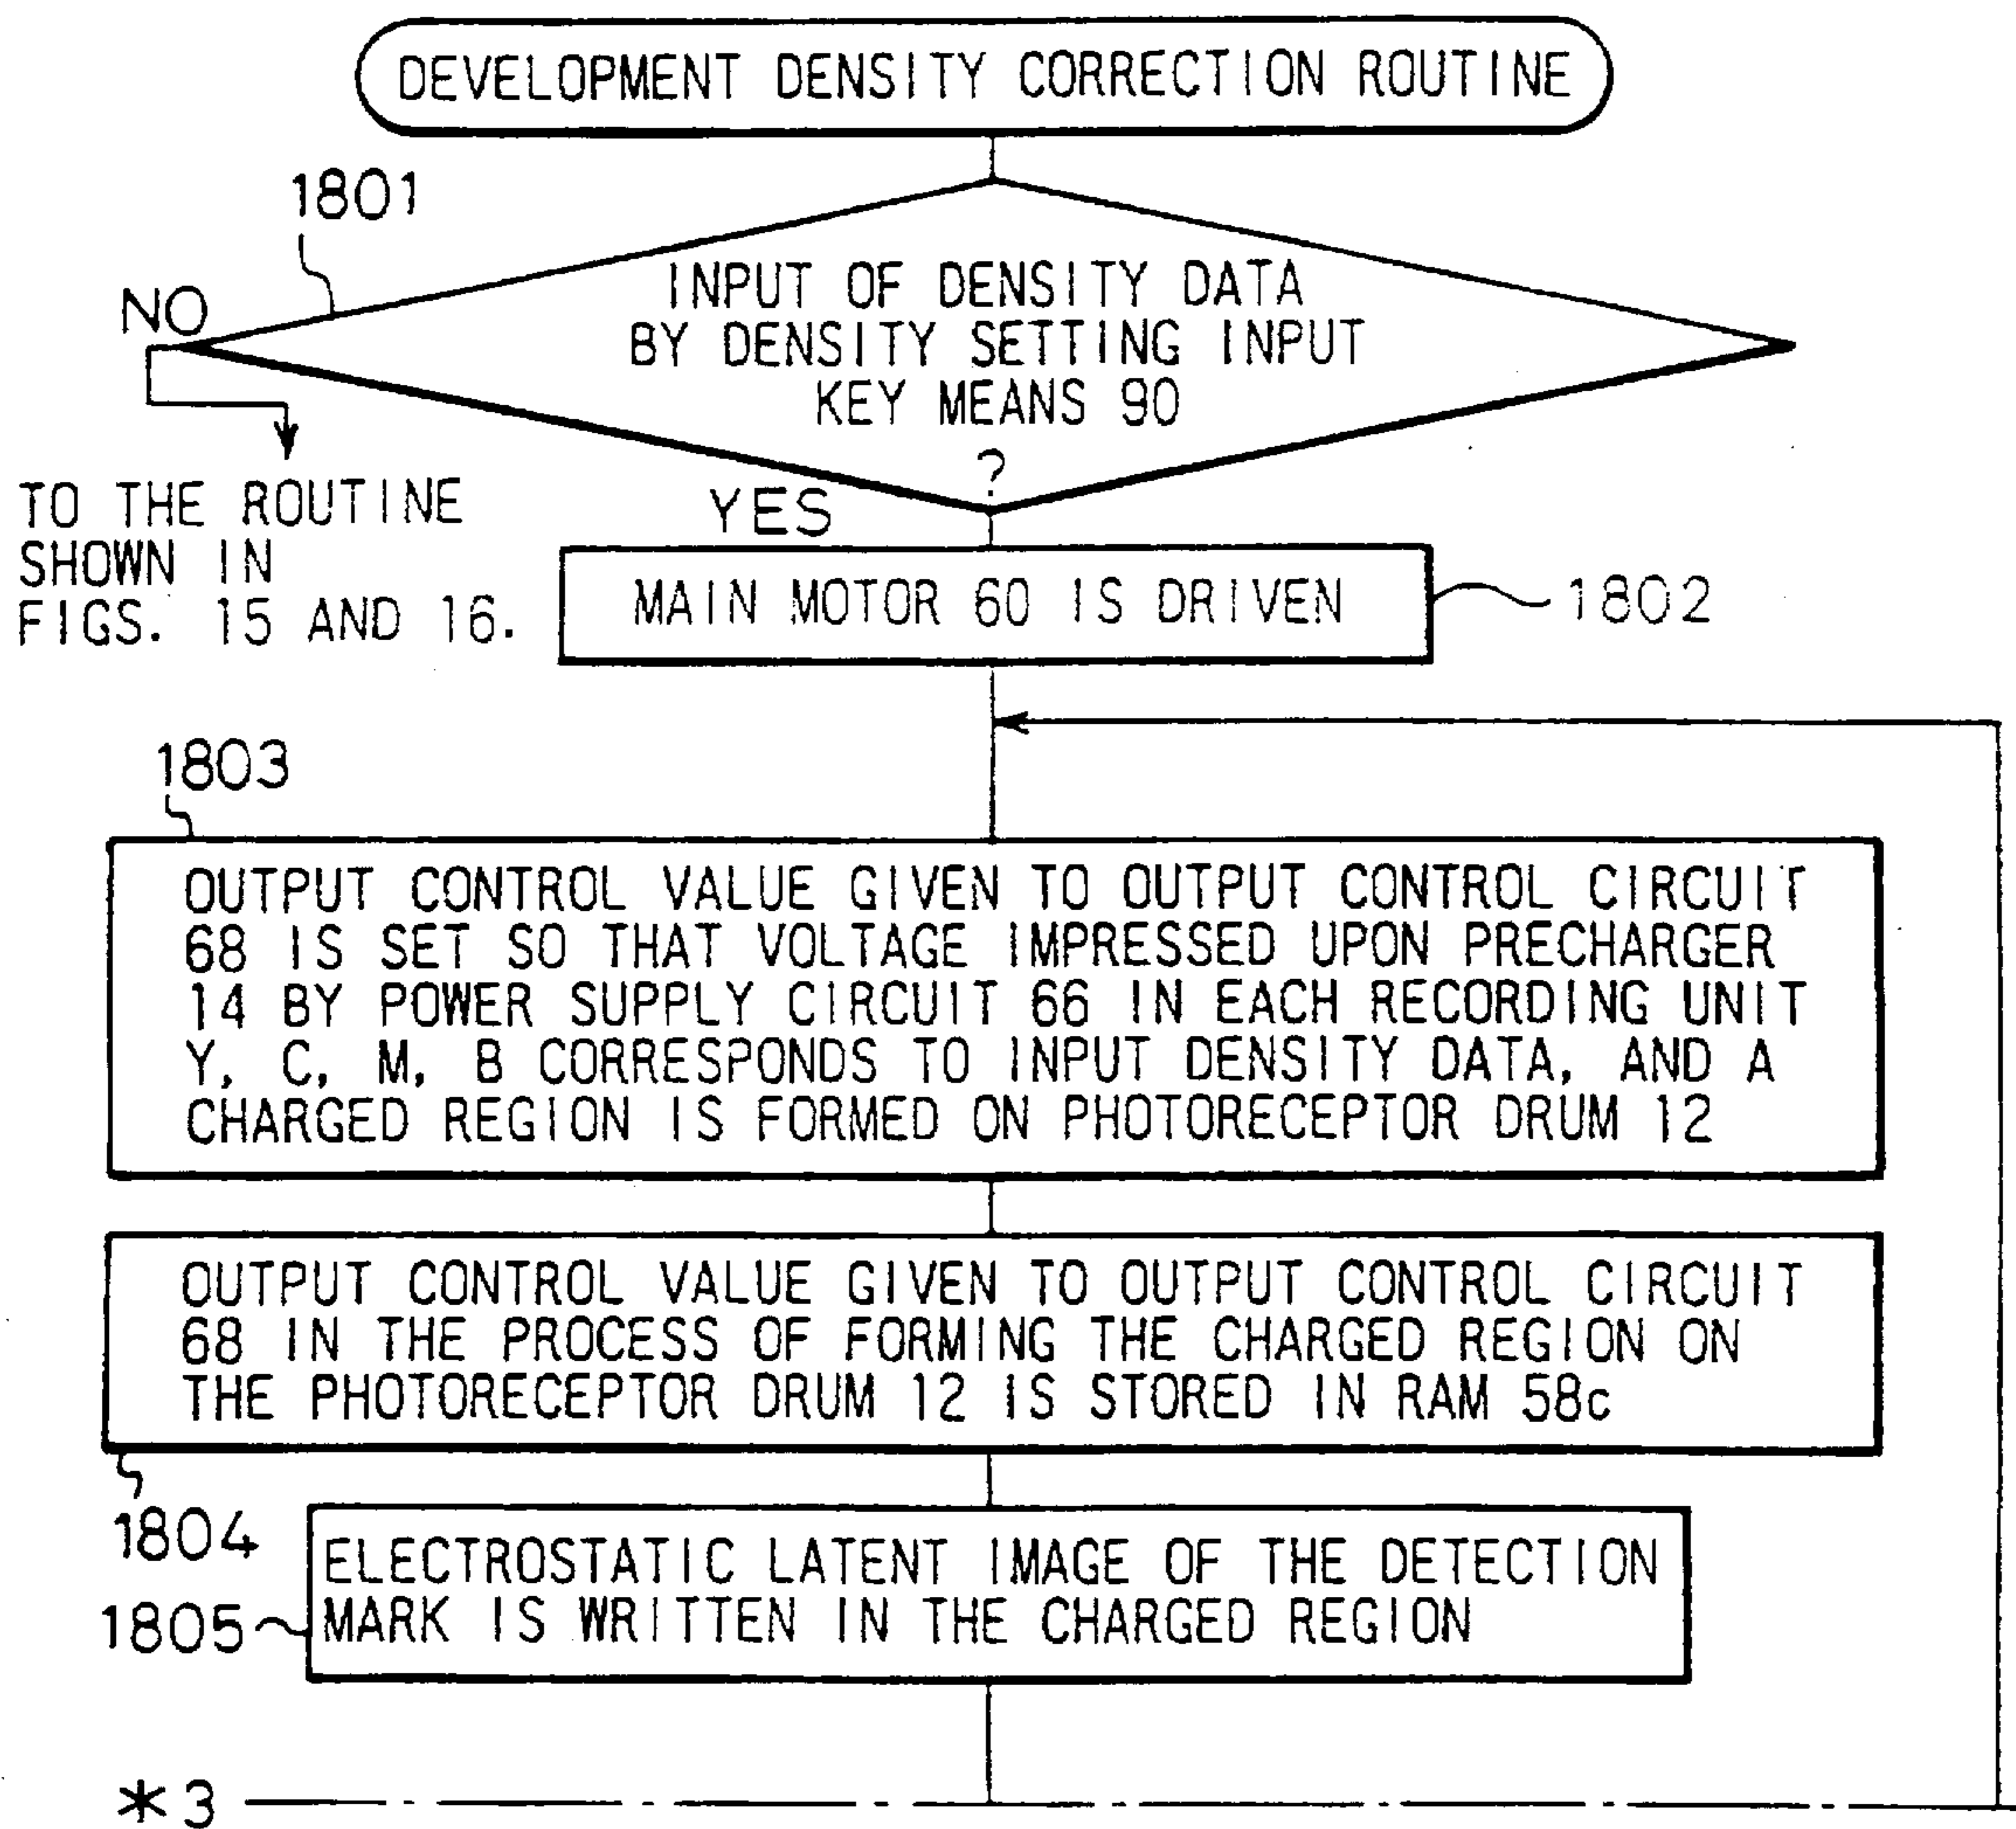 DEVELOPMENT DENSITY CORRECTION ROUTINE
1801
INPUT OF DENSITY DATA
BY DENSITY SETTING INPUT
KEY MEANS 90
?
NO
TO THE ROUTINE
SHOWN IN
FIGS. 15 AND 16.
YES
MAIN MOTOR 60 IS DRIVEN
1802
1803
OUTPUT CONTROL VALUE GIVEN TO OUTPUT CONTROL CIRCUIT
68 IS SET SO THAT VOLTAGE IMPRESSED UPON PRECHARGER
14 BY POWER SUPPLY CIRCUIT 66 IN EACH RECORDING UNIT
Y, C, M, B CORRESPONDS TO INPUT DENSITY DATA, AND A
CHARGED REGION IS FORMED ON PHOTORECEPTOR DRUM 12
OUTPUT CONTROL VALUE GIVEN TO OUTPUT CONTROL CIRCUIT
68 IN THE PROCESS OF FORMING THE CHARGED REGION ON
THE PHOTORECEPTOR DRUM 12 IS STORED IN RAM 58c
1804
ELECTROSTATIC LATENT IMAGE OF THE DETECTION
MARK IS WRITTEN IN THE CHARGED REGION
1805
*3